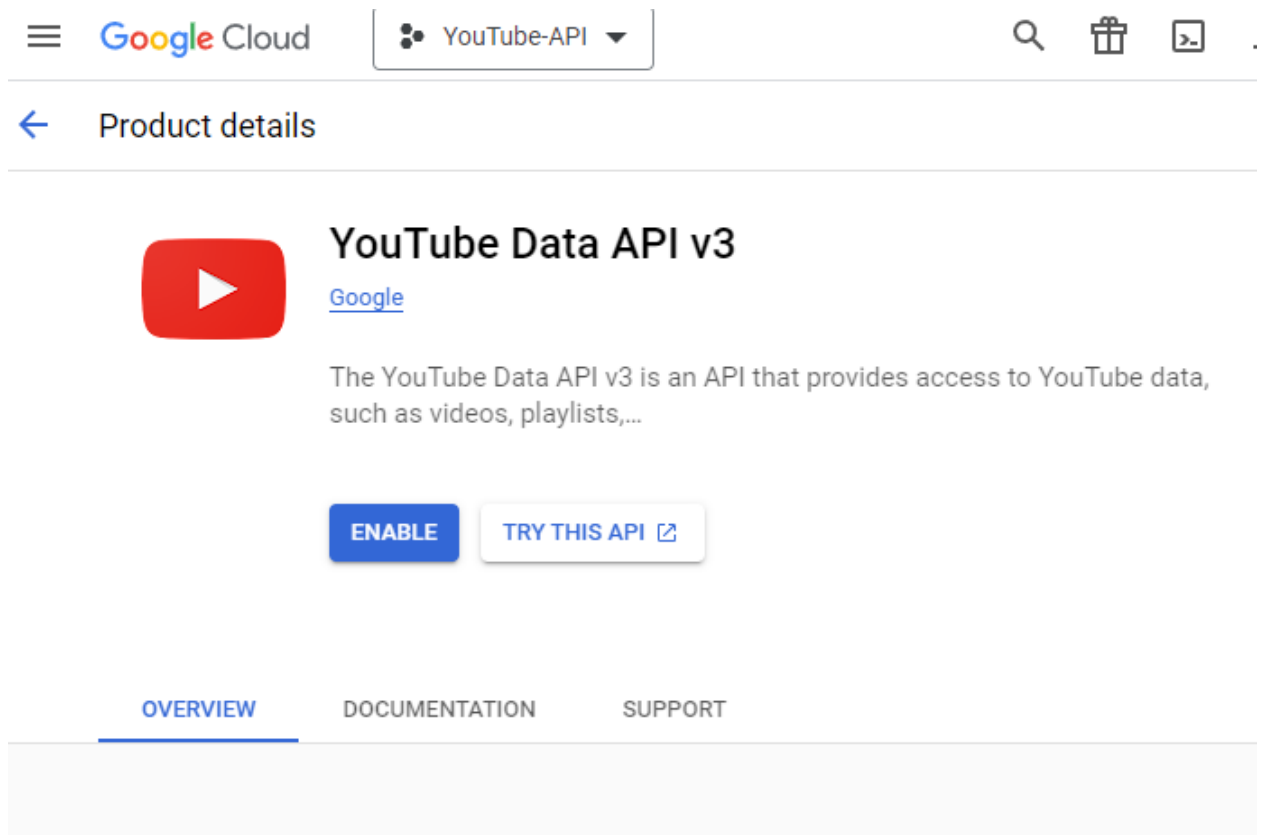 Google Cloud
YouTube-API
Product details
YouTube Data API v3
Google
The YouTube Data API v3 is an API that provides access to YouTube data,
such as videos, playlists,...
ENABLE
TRY THIS API
OVERVIEW
DOCUMENTATION
SUPPORT